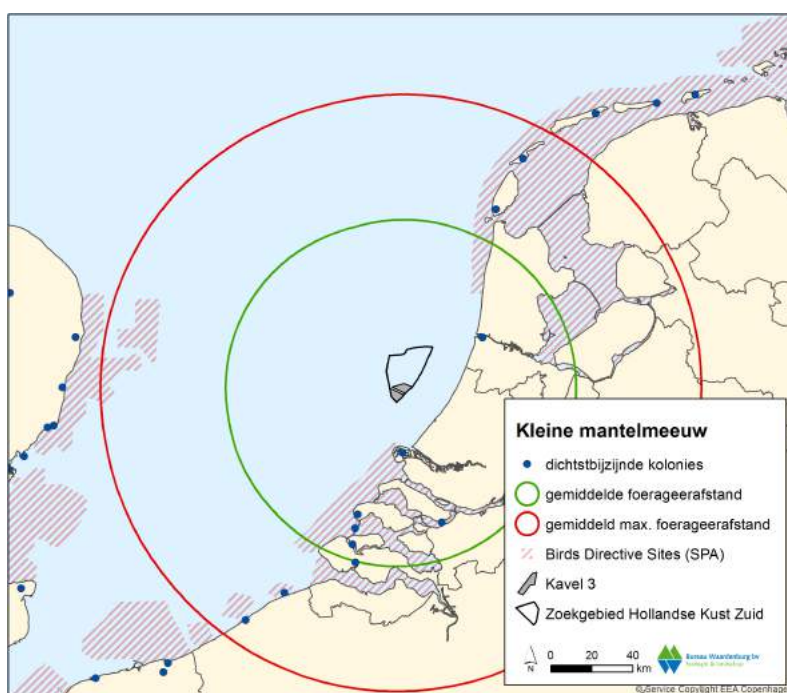 Kleine mantelmeeuw
dichtstbijzijnde kolonies
gemiddelde foerageerafstand
gemiddeld max. foerageerafstand
Birds Directive Sites (SPA)
Kavel 3
Zoekgebied Hollandse Kust Zuid
N
0 20 40
km
Bureau Waardenburg bv
©Service Copyright EEA Copenhage